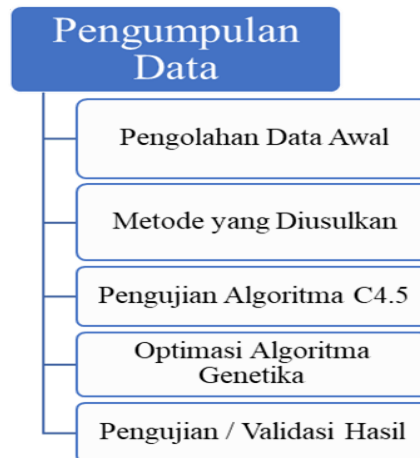 Pengumpulan
Data
Pengolahan Data Awal
Metode yang Diusulkan
Pengujian Algoritma C4.5
Optimasi Algoritma
Genetika
Pengujian / Validasi Hasil